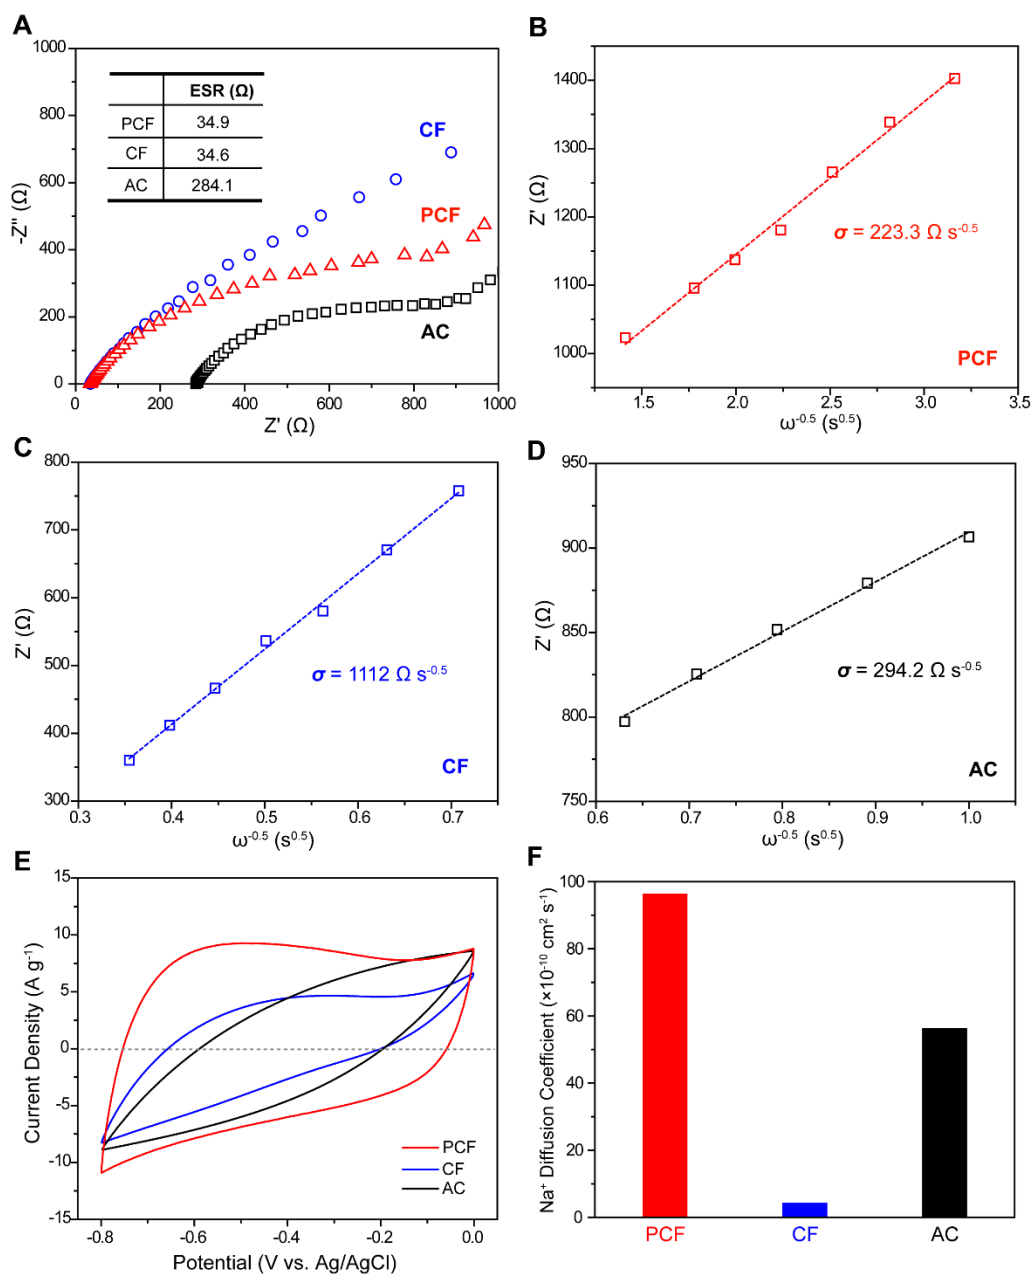 A
1000
800
600
400
200
0
-Z'' (Ω)
ESR (Ω)
PCF 34.9
CF 34.6
AC 284.1
CF
PCF
AC
0 200 400 600 800 1000
Z' (Ω)
B
1400
1300
1200
1100
1000
Z' (Ω)
σ = 223.3 Ω s⁻⁰·⁵
PCF
1.5 2.0 2.5 3.0 3.5
ω⁻⁰·⁵ (s⁰·⁵)
C
800
700
600
500
400
300
Z' (Ω)
σ = 1112 Ω s⁻⁰·⁵
CF
0.3 0.4 0.5 0.6 0.7
ω⁻⁰·⁵ (s⁰·⁵)
D
950
900
850
800
750
Z' (Ω)
σ = 294.2 Ω s⁻⁰·⁵
AC
0.6 0.7 0.8 0.9 1.0
ω⁻⁰·⁵ (s⁰·⁵)
E
15
10
5
0
-5
-10
-15
Current Density (A g⁻¹)
PCF
CF
AC
-0.8 -0.6 -0.4 -0.2 0.0
Potential (V vs. Ag/AgCl)
F
100
80
60
40
20
0
Na⁺ Diffusion Coefficient (×10⁻¹⁰ cm² s⁻¹)
PCF CF AC